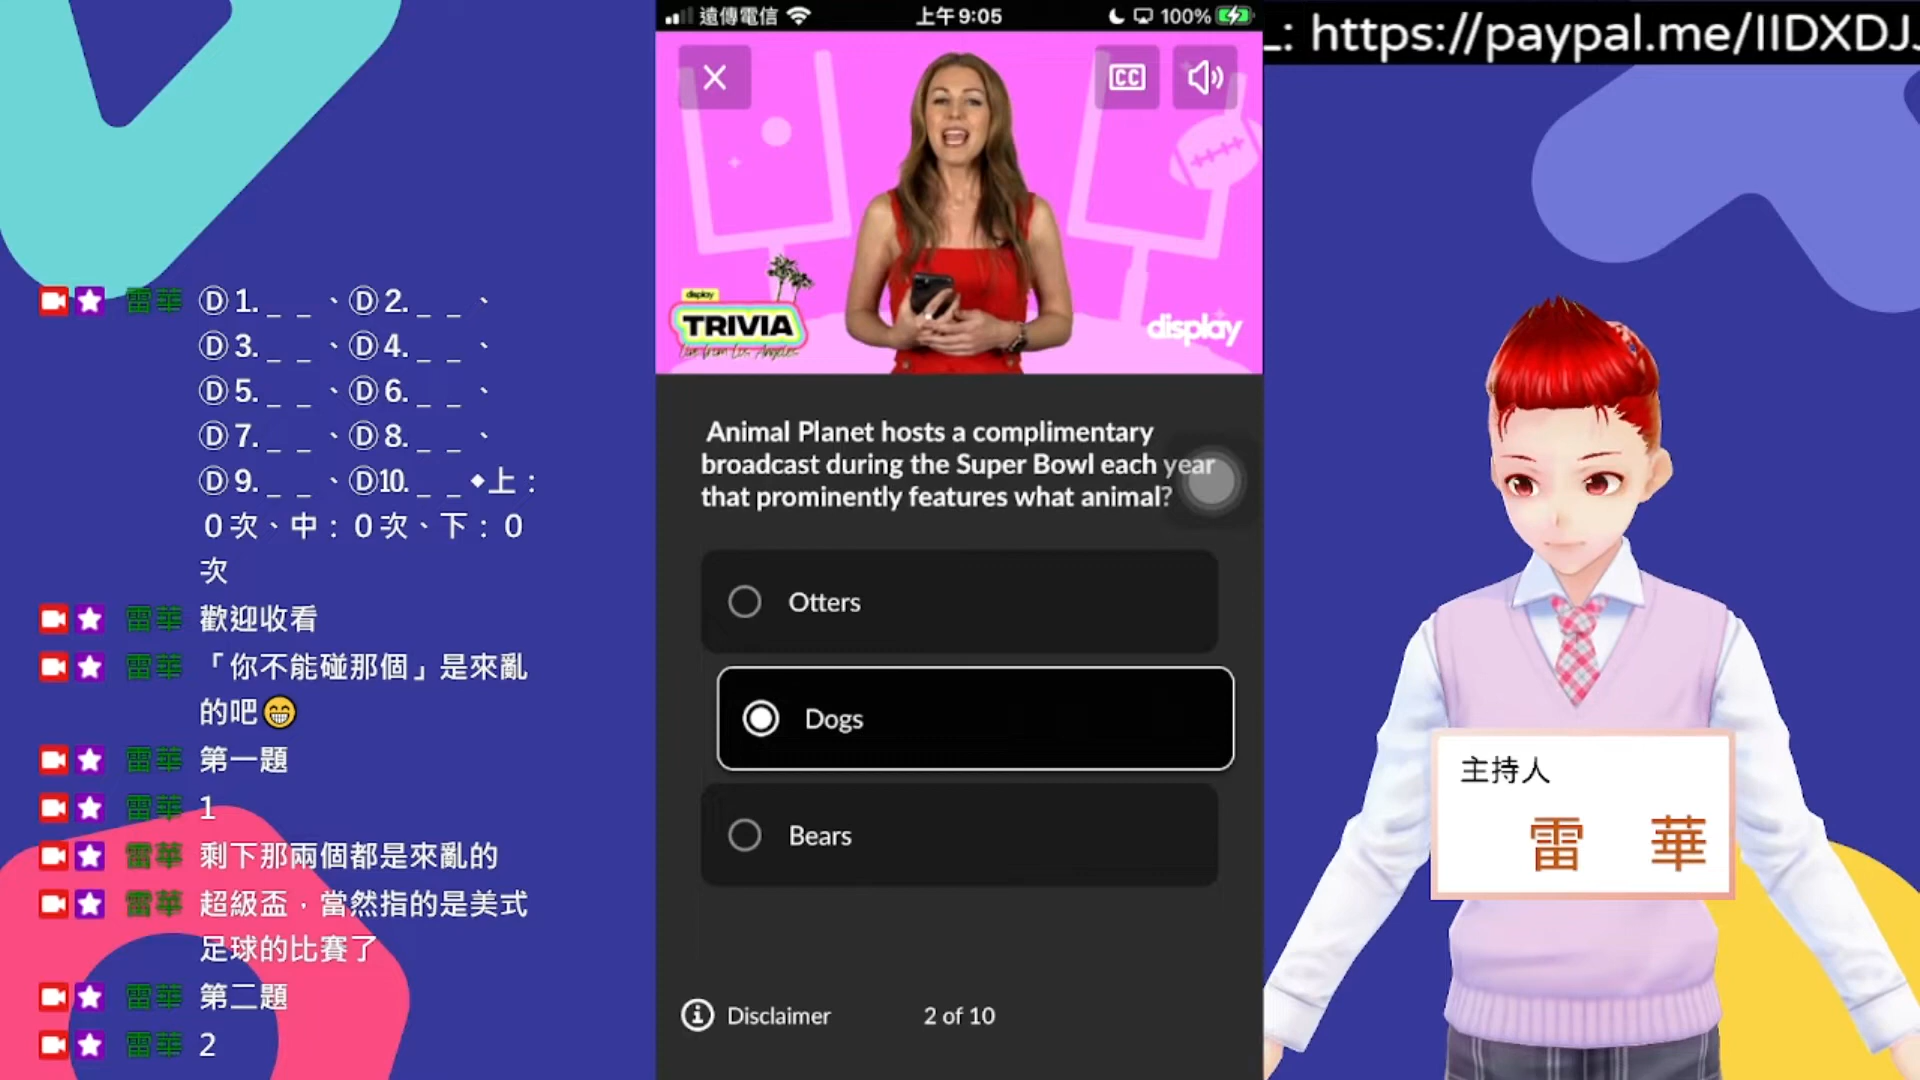 遠傳電信
上午9:05
100%
L: https://paypal.me/IIDXDJ
CC
display
TRIVIA
Live from Los Angeles
display
Animal Planet hosts a complimentary
broadcast during the Super Bowl each year
that prominently features what animal?
Otters
Dogs
Bears
Disclaimer
2 of 10
雷華 Ⓓ1._ _、Ⓓ2._ _、
Ⓓ3._ _、Ⓓ4._ _、
Ⓓ5._ _、Ⓓ6._ _、
Ⓓ7._ _、Ⓓ8._ _、
Ⓓ9._ _、Ⓓ10._ _◆上:
0次、中:0次、下:0
次
雷華 歡迎收看
雷華 「你不能碰那個」是來亂
的吧😁
雷華 第一題
雷華 1
雷華 剩下那兩個都是來亂的
雷華 超級盃,當然指的是美式
足球的比賽了
雷華 第二題
雷華 2
主持人
雷 華